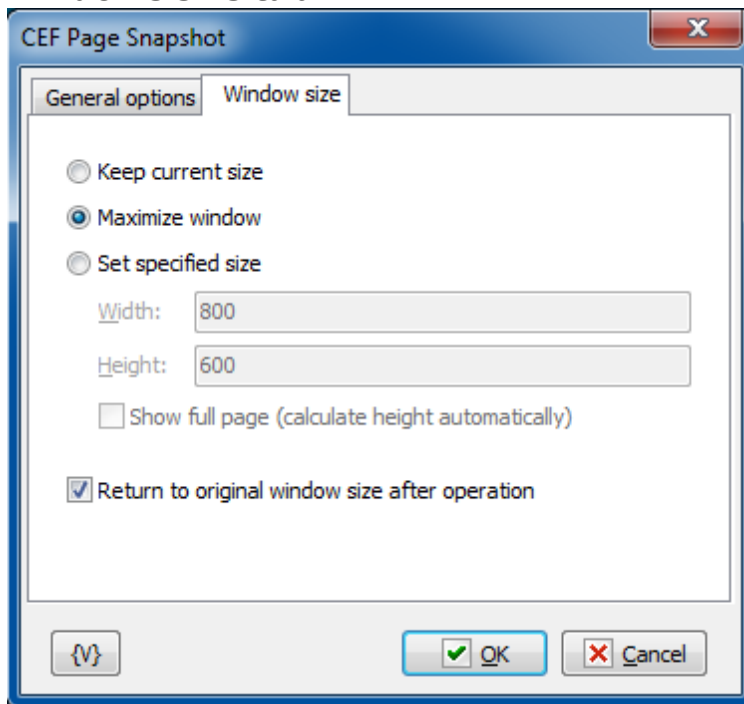 CEF Page Snapshot
General options Window size
Keep current size
Maximize window
Set specified size
Width: 800
Height: 600
Show full page (calculate height automatically)
Return to original window size after operation
{V} OK Cancel